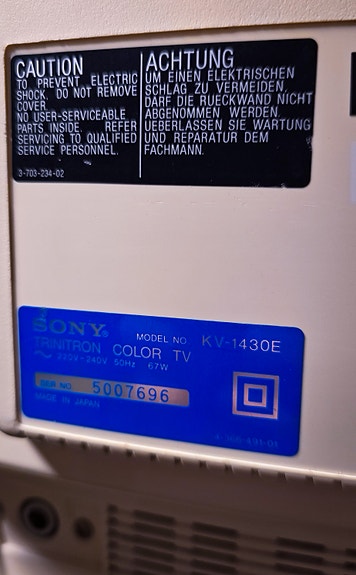 CAUTION
TO PREVENT ELECTRIC
SHOCK, DO NOT REMOVE
COVER.
NO USER-SERVICEABLE
PARTS INSIDE. REFER
SERVICING TO QUALIFIED
SERVICE PERSONNEL.
3-703-234-02
ACHTUNG
UM EINEN ELEKTRISCHEN
SCHLAG ZU VERMEIDEN,
DARF DIE RUECKWAND NICHT
ABGENOMMEN WERDEN.
UEBERLASSEN SIE WARTUNG
UND REPARATUR DEM
FACHMANN.
SONY®
MODEL NO. KV-1430E
TRINITRON COLOR TV
~ 220V-240V 50Hz 67W
SER NO. 5007696
MADE IN JAPAN